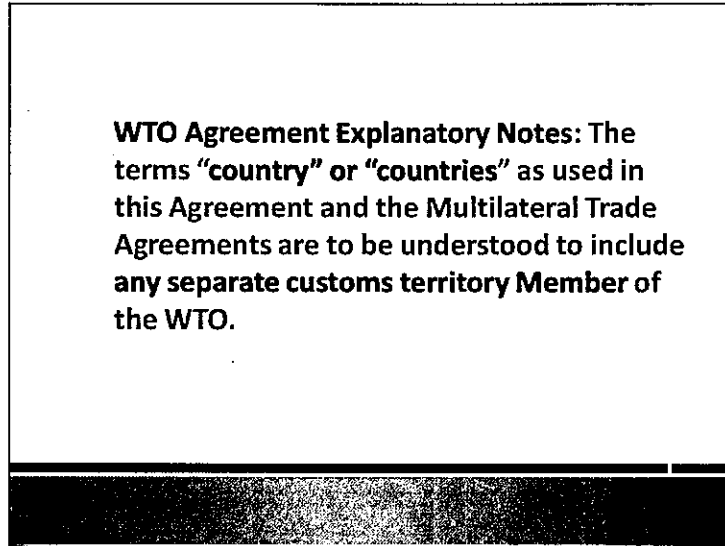 WTO Agreement Explanatory Notes: The
terms “country” or “countries” as used in
this Agreement and the Multilateral Trade
Agreements are to be understood to include
any separate customs territory Member of
the WTO.